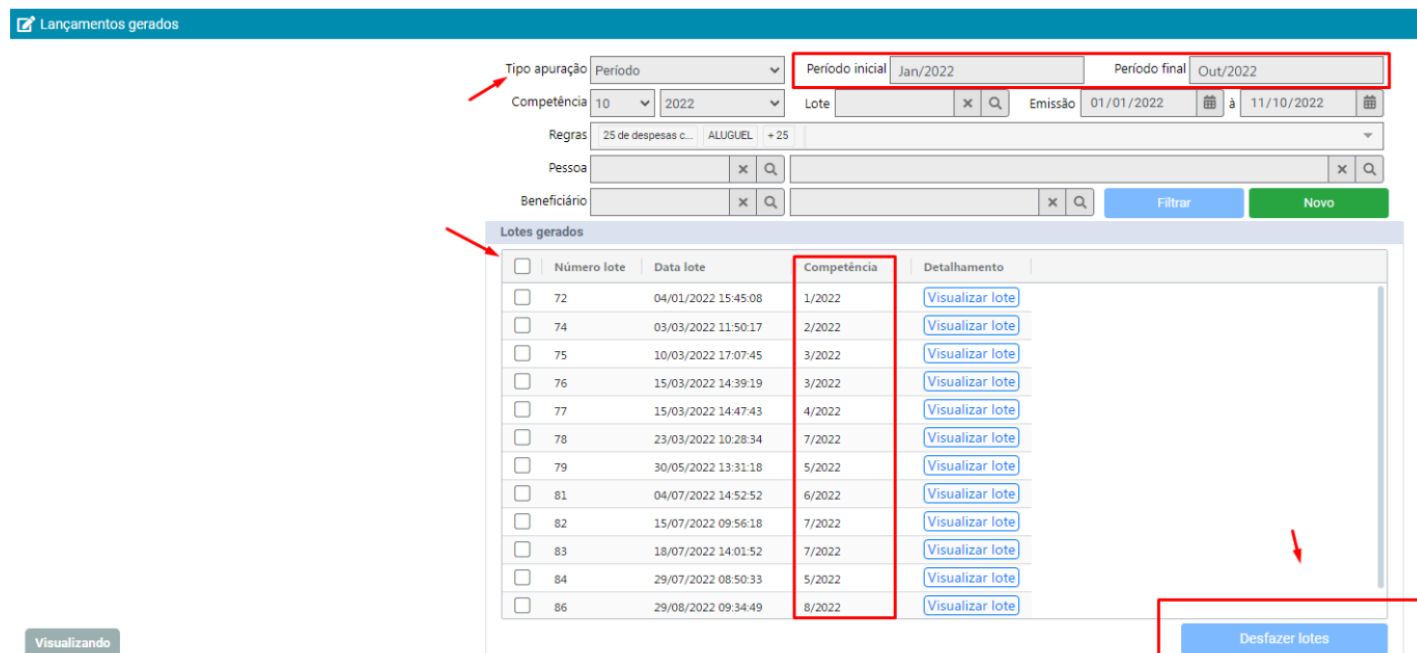 Lançamentos gerados
Tipo apuração Período Período inicial Jan/2022 Período final Out/2022
Competência 10 2022 Lote Emissão 01/01/2022 à 11/10/2022
Regras 25 de despesas c... ALUGUEL + 25
Pessoa
Beneficiário Filtrar Novo
Lotes gerados
Número lote Data lote Competência Detalhamento
72 04/01/2022 15:45:08 1/2022 Visualizar lote
74 03/03/2022 11:50:17 2/2022 Visualizar lote
75 10/03/2022 17:07:45 3/2022 Visualizar lote
76 15/03/2022 14:39:19 3/2022 Visualizar lote
77 15/03/2022 14:47:43 4/2022 Visualizar lote
78 23/03/2022 10:28:34 7/2022 Visualizar lote
79 30/05/2022 13:31:18 5/2022 Visualizar lote
81 04/07/2022 14:52:52 6/2022 Visualizar lote
82 15/07/2022 09:56:18 7/2022 Visualizar lote
83 18/07/2022 14:01:52 7/2022 Visualizar lote
84 29/07/2022 08:50:33 5/2022 Visualizar lote
86 29/08/2022 09:34:49 8/2022 Visualizar lote
Visualizando Desfazer lotes